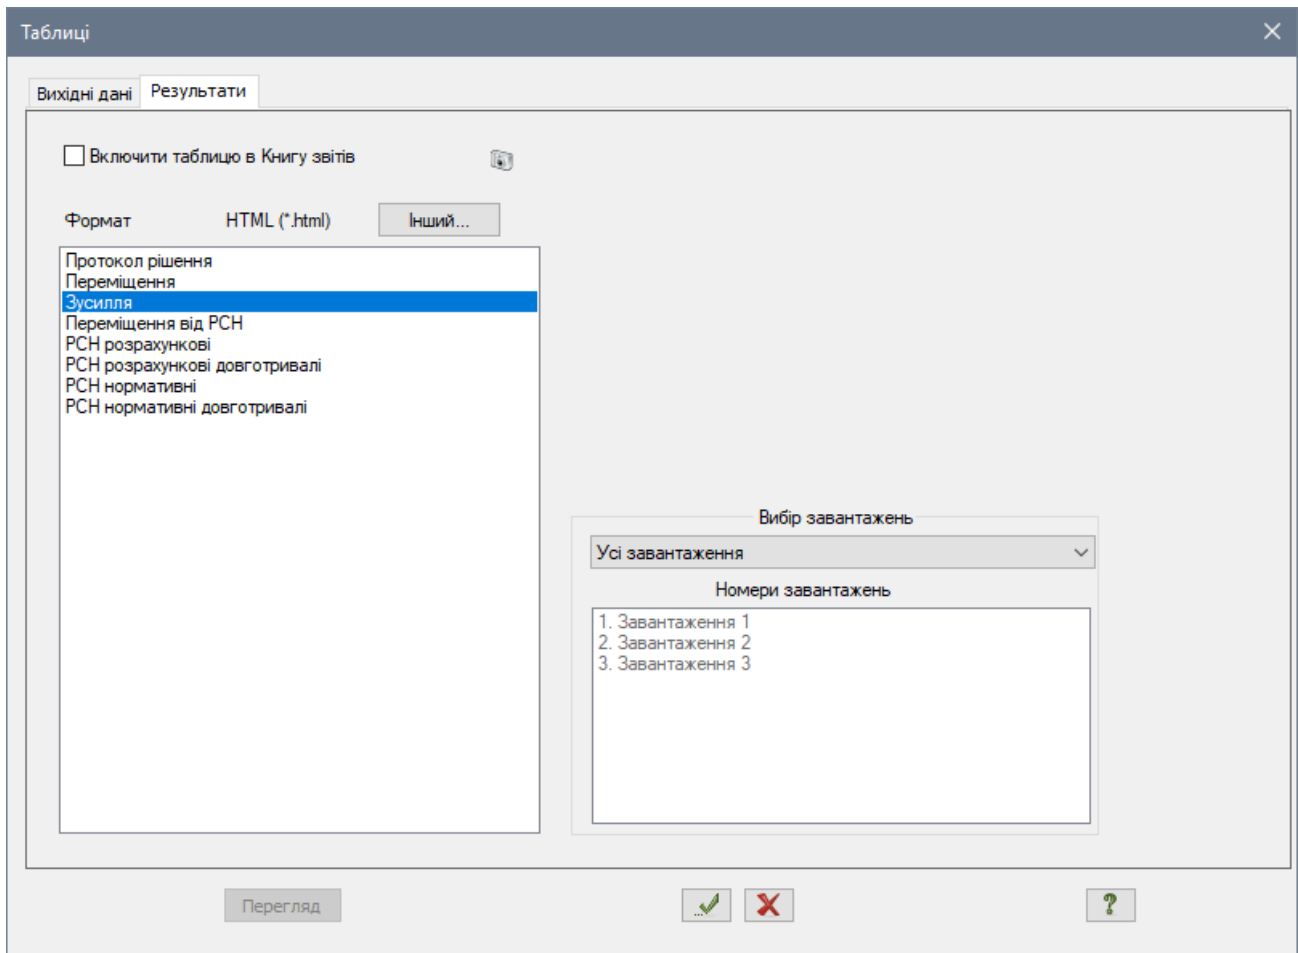 Таблиці
Вихідні дані Результати
Включити таблицю в Книгу звітів
Формат HTML (*.html) Інший...
Протокол рішення
Переміщення
Зусилля
Переміщення від РСН
РСН розрахункові
РСН розрахункові довготривалі
РСН нормативні
РСН нормативні довготривалі
Вибір завантажень
Усі завантаження
Номери завантажень
1. Завантаження 1
2. Завантаження 2
3. Завантаження 3
Перегляд
?